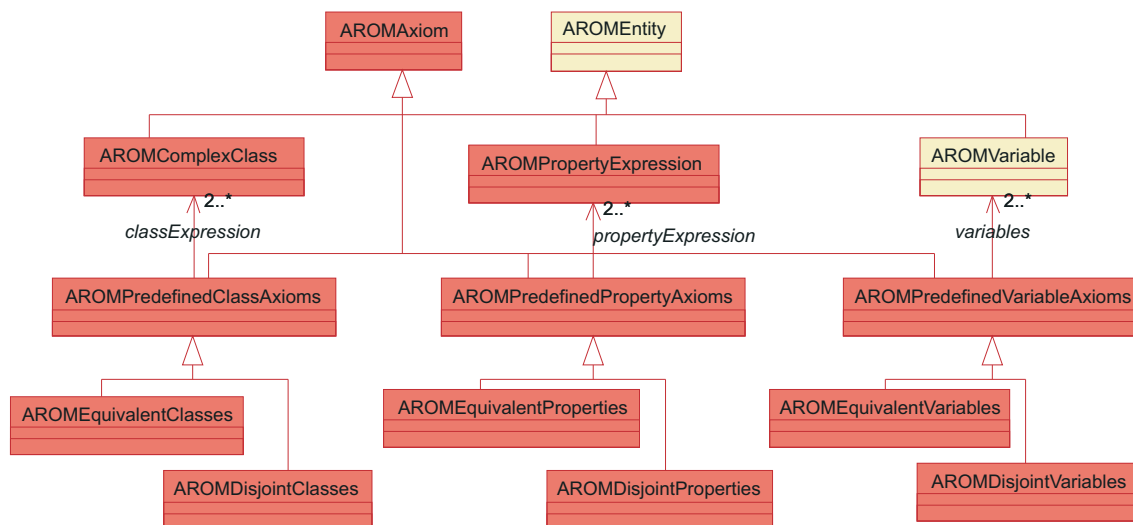 AROMAxiom
AROMEntity
AROMComplexClass
AROMPropertyExpression
AROMVariable
2..*
2..*
2..*
classExpression
propertyExpression
variables
AROMPredefinedClassAxioms
AROMPredefinedPropertyAxioms
AROMPredefinedVariableAxioms
AROMEquivalentClasses
AROMEquivalentProperties
AROMEquivalentVariables
AROMDisjointClasses
AROMDisjointProperties
AROMDisjointVariables